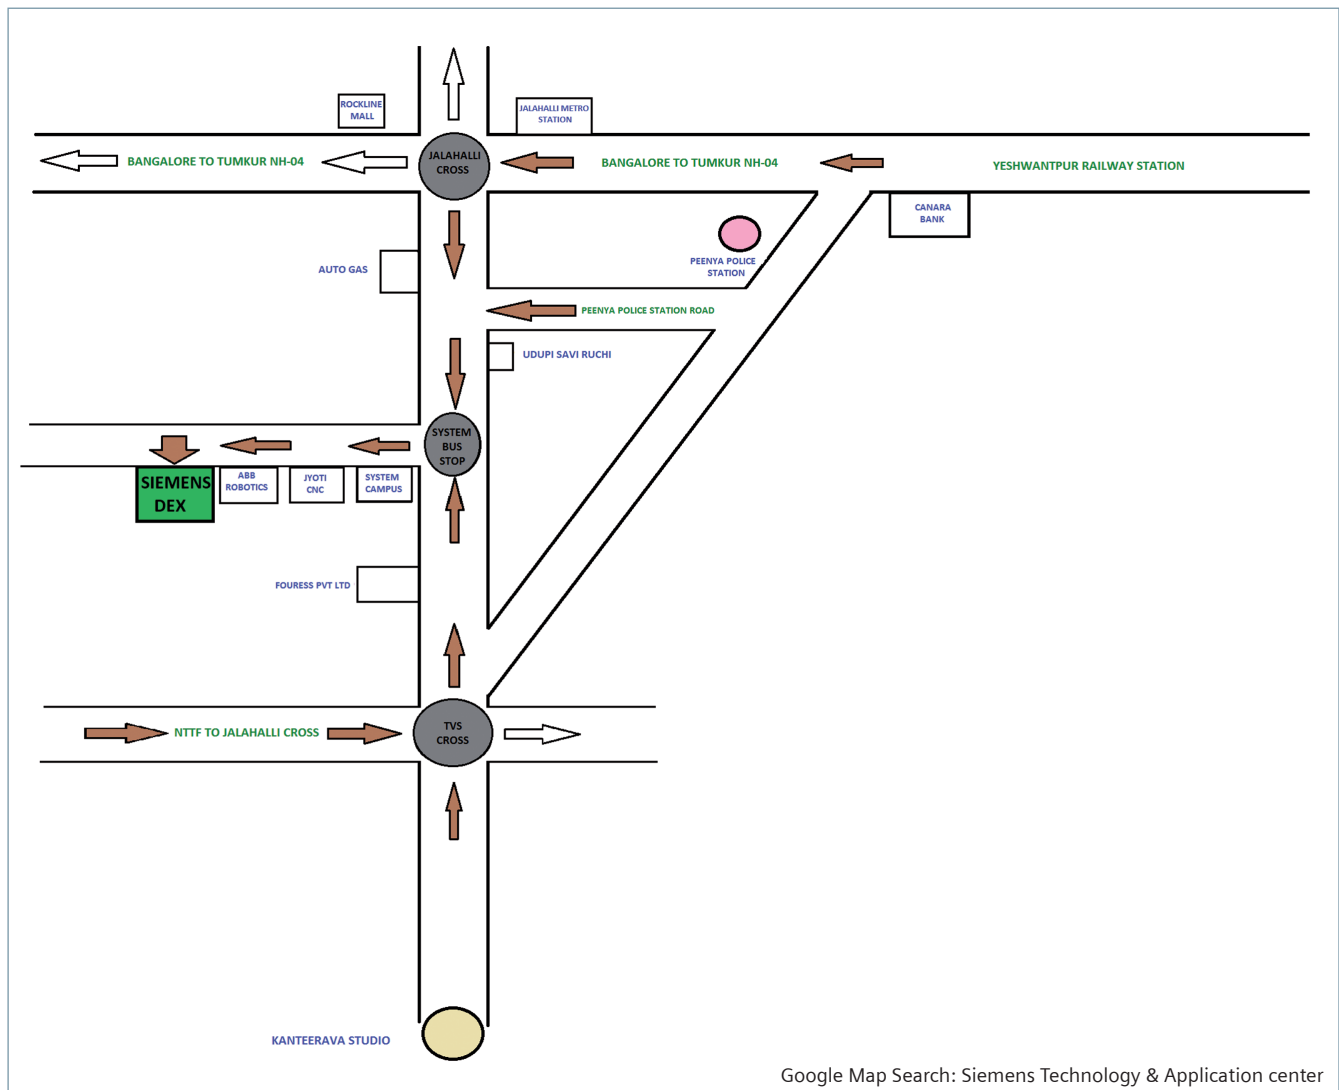 ROCKLINE
MALL
JALAHALLI METRO
STATION
BANGALORE TO TUMKUR NH-04
JALAHALLI
CROSS
BANGALORE TO TUMKUR NH-04
YESHWANTPUR RAILWAY STATION
CANARA
BANK
AUTO GAS
PEENYA POLICE
STATION
PEENYA POLICE STATION ROAD
UDUPI SAVI RUCHI
SYSTEM
BUS
STOP
SIEMENS
DEX
ABB
ROBOTICS
JYOTI
CNC
SYSTEM
CAMPUS
FOURESS PVT LTD
NTTF TO JALAHALLI CROSS
TVS
CROSS
KANTEERAVA STUDIO
Google Map Search: Siemens Technology & Application center